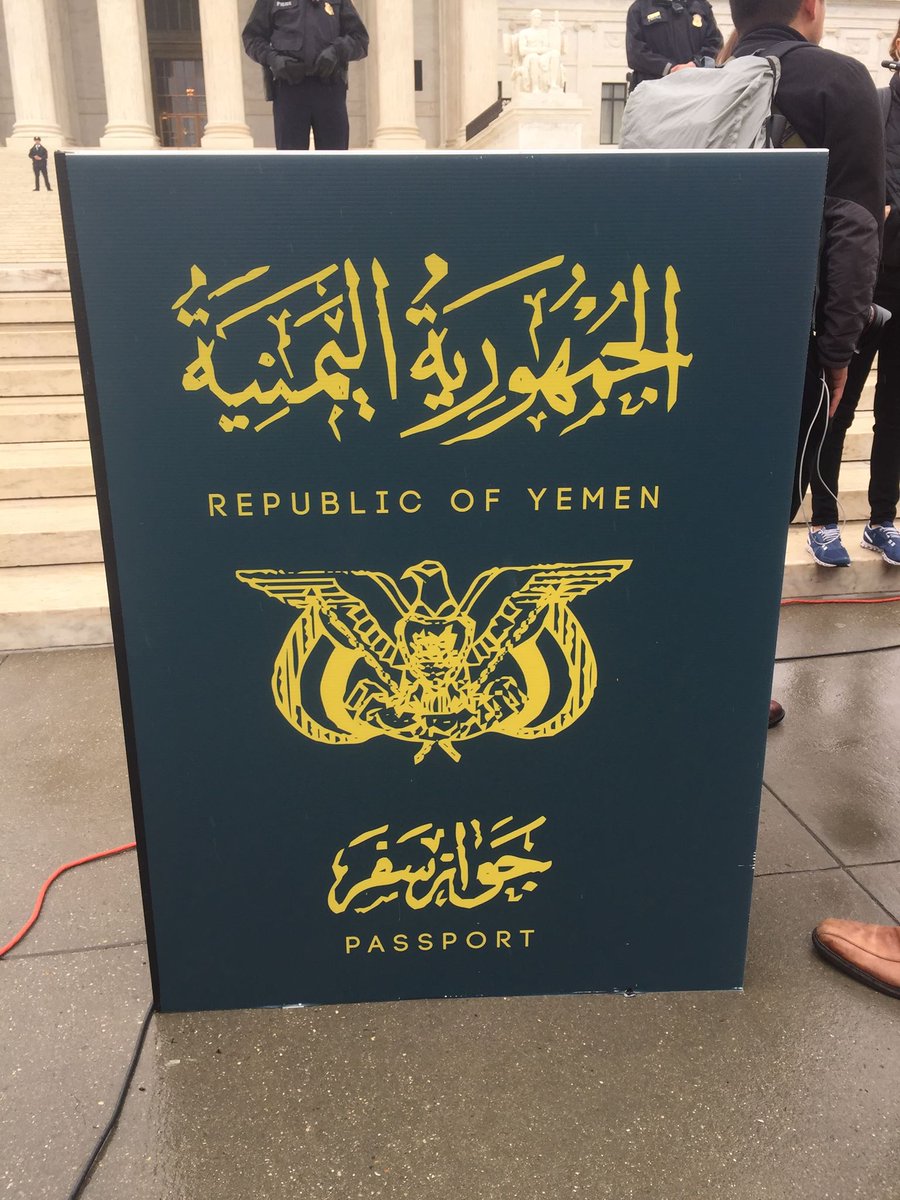 الجمهورية اليمنية
REPUBLIC OF YEMEN
جواز سفر
PASSPORT